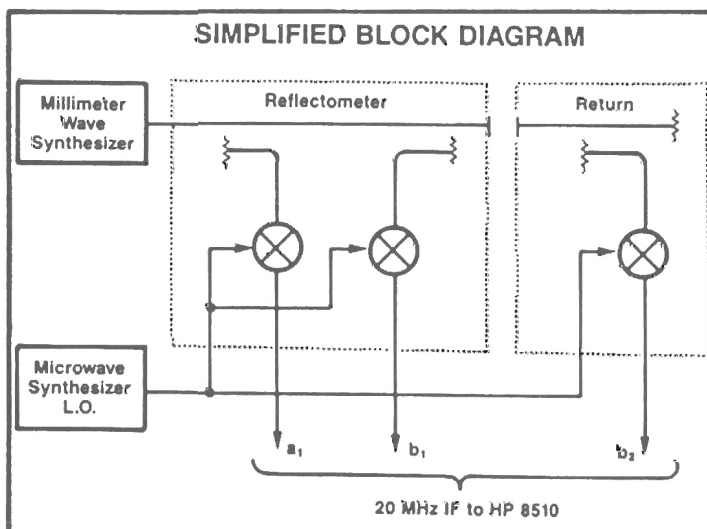 SIMPLIFIED BLOCK DIAGRAM
Millimeter
Wave
Synthesizer
Reflectometer
Return
Microwave
Synthesizer
L.O.
a₁
b₁
b₂
20 MHz IF to HP 8510